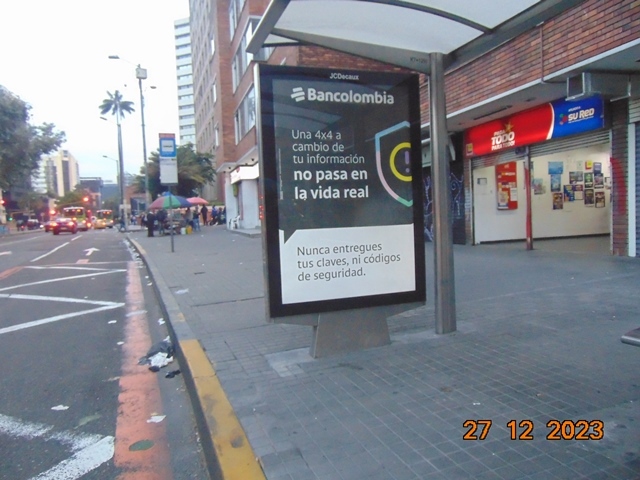 JCDecaux
Bancolombia
Una 4x4 a
cambio de
tu información
no pasa en
la vida real
Nunca entregues
tus claves, ni códigos
de seguridad.
TODO
SU RED
27 12 2023